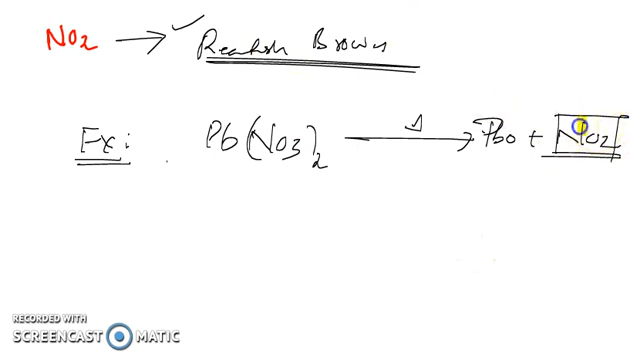 NO2 → ✓ Reddish Brown
Ex: Pb(NO3)2 —Δ→ PbO + NO2
RECORDED WITH
SCREENCAST MATIC